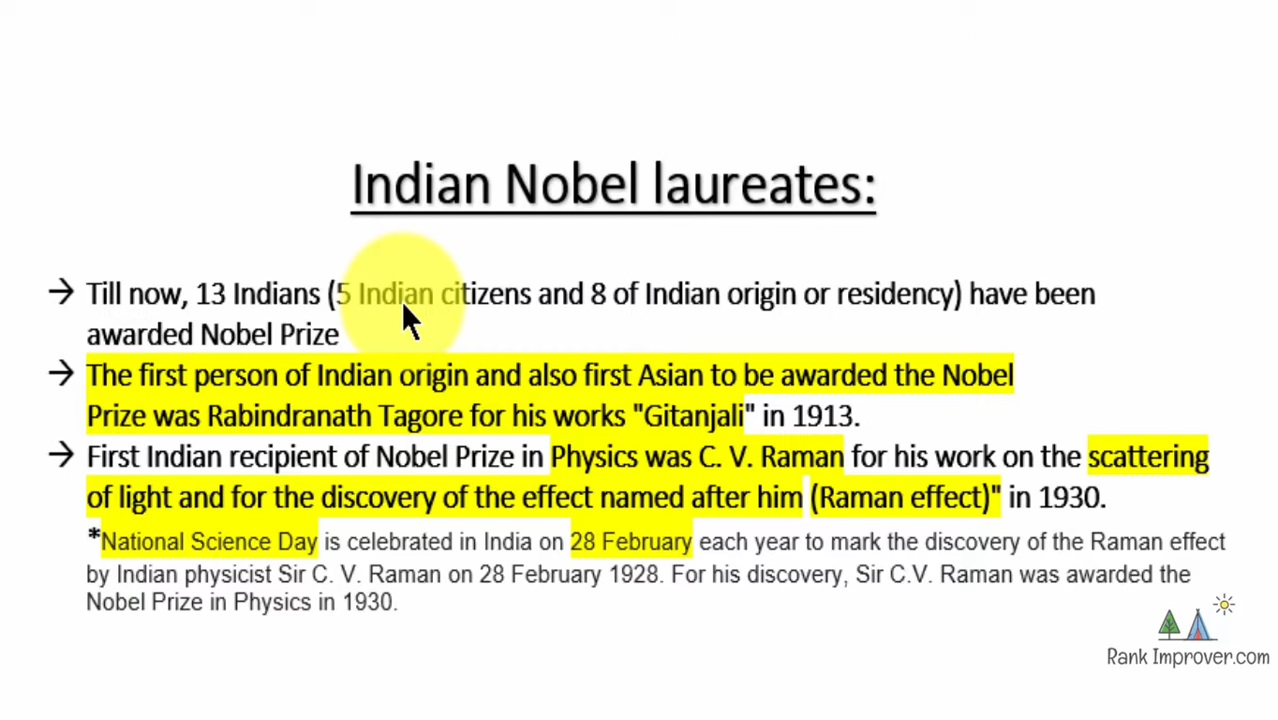 Indian Nobel laureates:
→ Till now, 13 Indians (5 Indian citizens and 8 of Indian origin or residency) have been
awarded Nobel Prize
→ The first person of Indian origin and also first Asian to be awarded the Nobel
Prize was Rabindranath Tagore for his works "Gitanjali" in 1913.
→ First Indian recipient of Nobel Prize in Physics was C. V. Raman for his work on the scattering
of light and for the discovery of the effect named after him (Raman effect)" in 1930.
*National Science Day is celebrated in India on 28 February each year to mark the discovery of the Raman effect
by Indian physicist Sir C. V. Raman on 28 February 1928. For his discovery, Sir C.V. Raman was awarded the
Nobel Prize in Physics in 1930.
Rank Improver.com